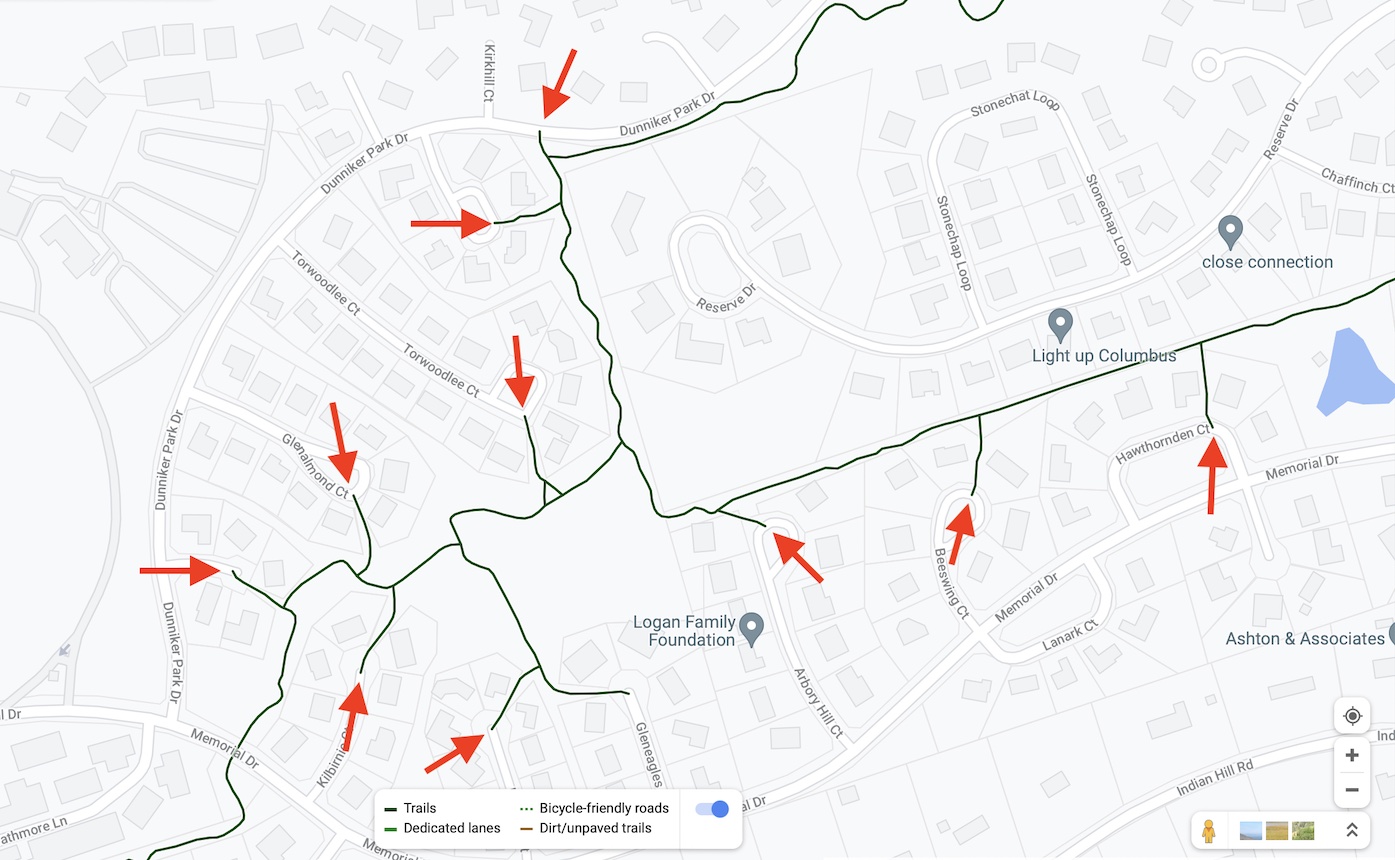 Kirkhill Ct
Dunniker Park Dr
Dunniker Park Dr
Stonechat Loop
Reserve Dr
Chaffinch Ct
Stonechap Loop
Stonechap Loop
close connection
Torwoodlee Ct
Reserve Dr
Light up Columbus
Torwoodlee Ct
Glenalmond Ct
Dunniker Park Dr
Hawthornden Ct
Memorial Dr
Beeswing Ct
Memorial Dr
Lanark Ct
Logan Family
Foundation
Ashton & Associates
Dunniker Park Dr
Arbory Hill Ct
l Dr
Memorial Dr
Kilbirnie Ct
Gleneagles
Indian Hill Rd
Ind
al Dr
athmore Ln
Memoria
Trails
Bicycle-friendly roads
Dedicated lanes
Dirt/unpaved trails